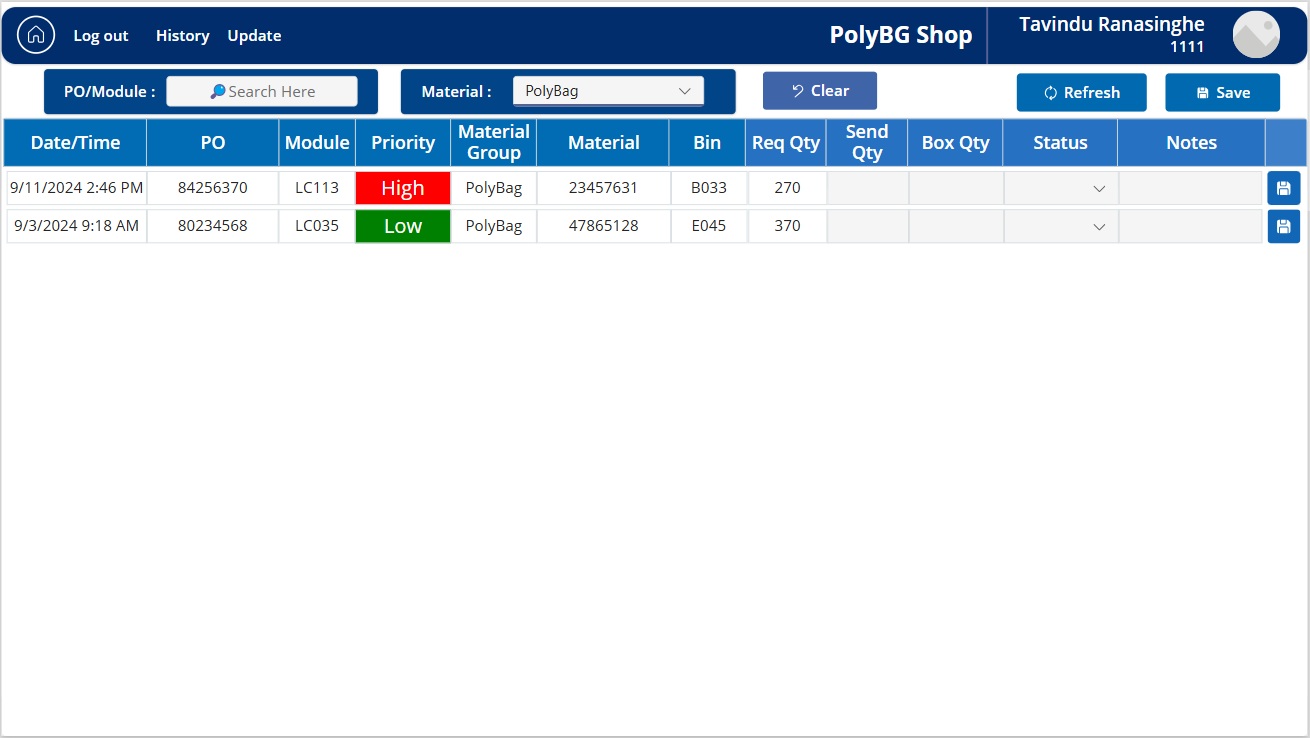 Log out History Update PolyBG Shop Tavindu Ranasinghe
1111
PO/Module : Search Here Material : PolyBag Clear Refresh Save
Date/Time PO Module Priority Material Group Material Bin Req Qty Send Qty Box Qty Status Notes
9/11/2024 2:46 PM 84256370 LC113 High PolyBag 23457631 B033 270
9/3/2024 9:18 AM 80234568 LC035 Low PolyBag 47865128 E045 370